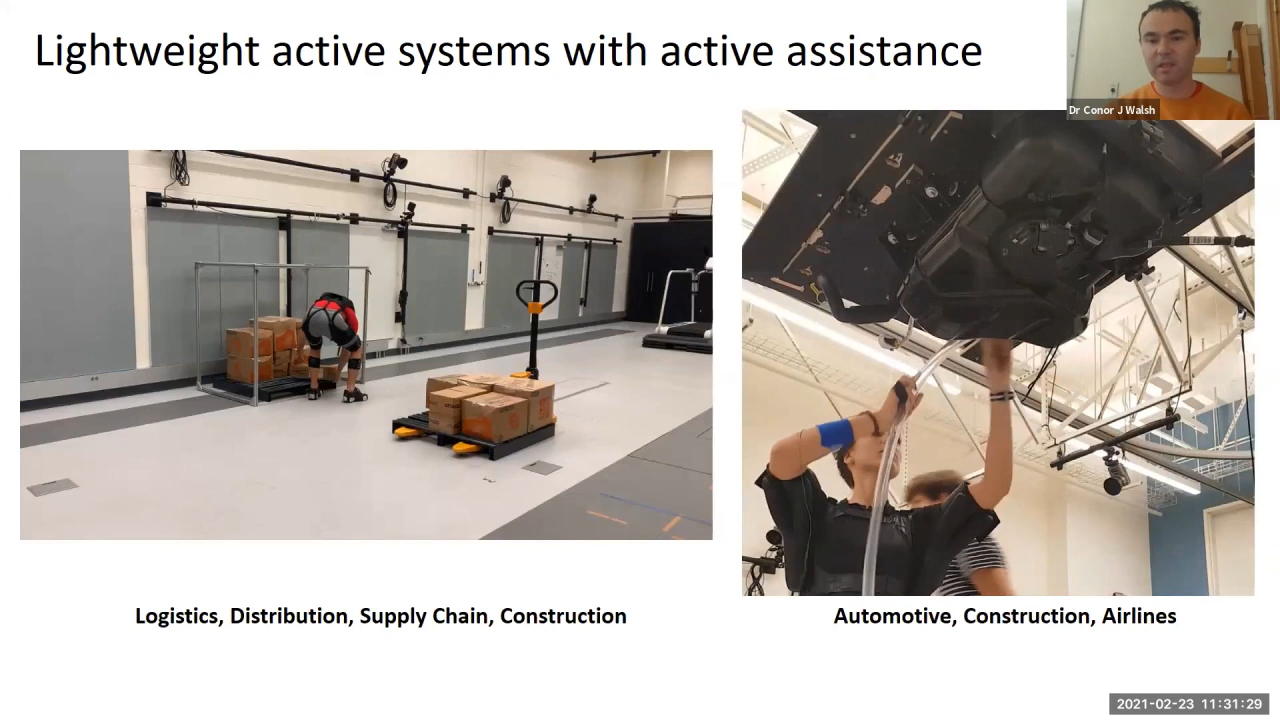 Lightweight active systems with active assistance
Dr Conor J Walsh
Logistics, Distribution, Supply Chain, Construction
Automotive, Construction, Airlines
2021-02-23 11:31:29